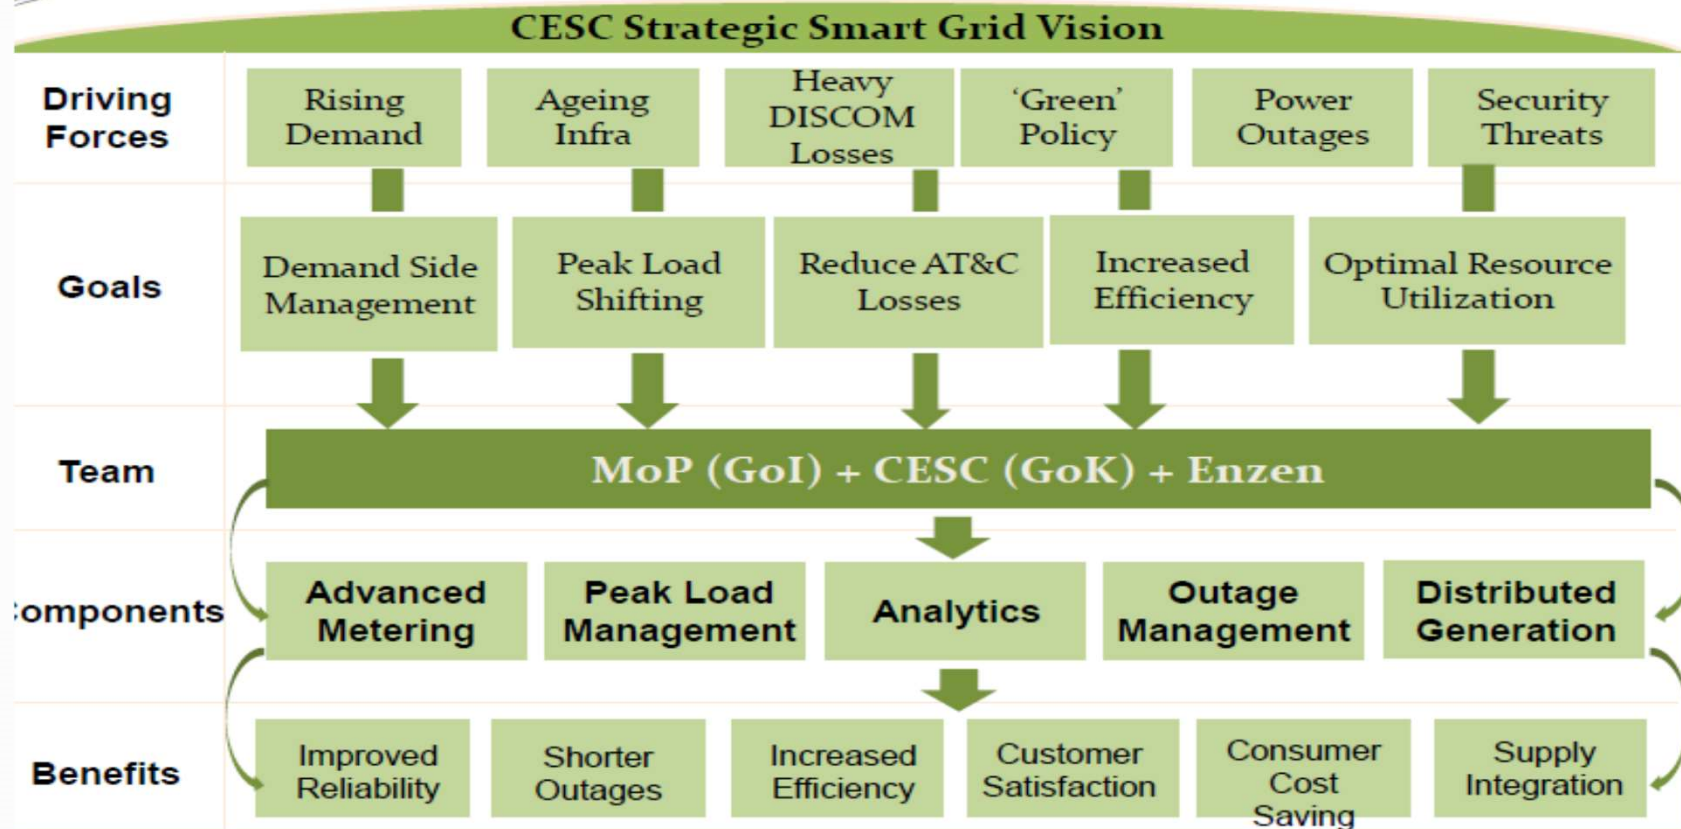 CESC Strategic Smart Grid Vision
Driving
Forces
Rising
Demand
Ageing
Infra
Heavy
DISCOM
Losses
‘Green’
Policy
Power
Outages
Security
Threats
Goals
Demand Side
Management
Peak Load
Shifting
Reduce AT&C
Losses
Increased
Efficiency
Optimal Resource
Utilization
Team
MoP (GoI) + CESC (GoK) + Enzen
omponents
Advanced
Metering
Peak Load
Management
Analytics
Outage
Management
Distributed
Generation
Benefits
Improved
Reliability
Shorter
Outages
Increased
Efficiency
Customer
Satisfaction
Consumer
Cost
Saving
Supply
Integration